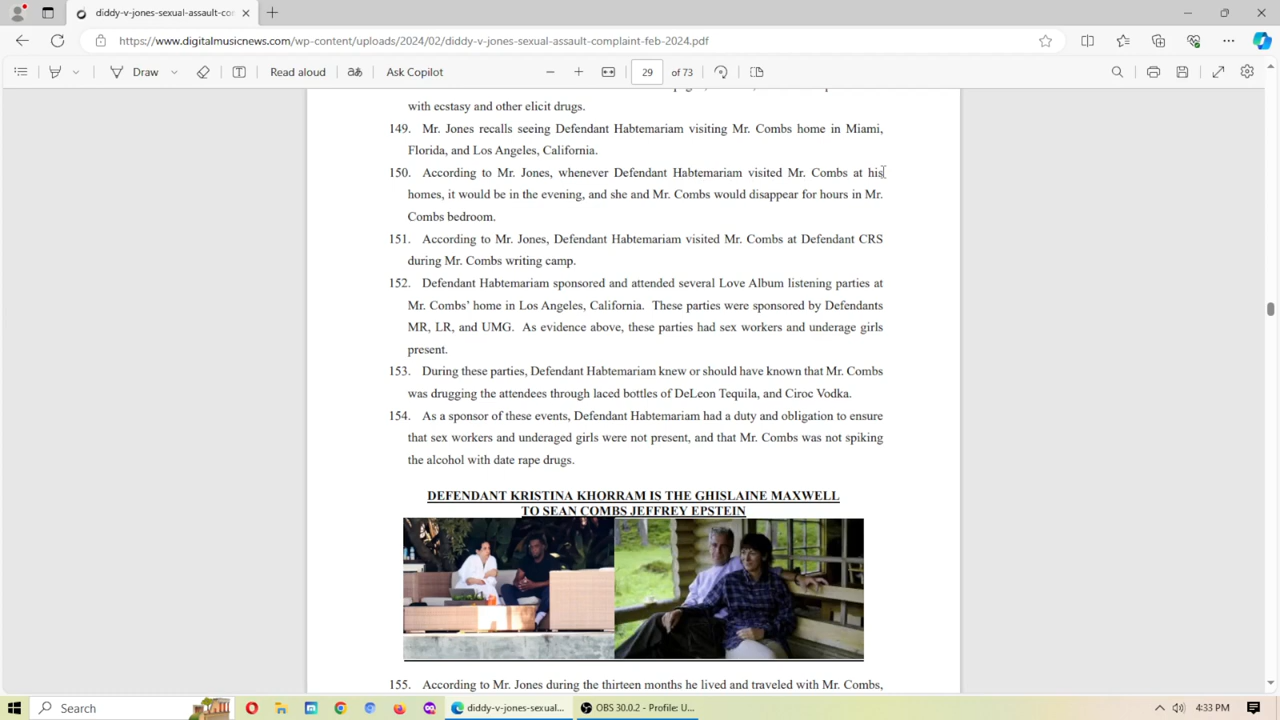 diddy-v-jones-sexual-assault-co
https://www.digitalmusicnews.com/wp-content/uploads/2024/02/diddy-v-jones-sexual-assault-complaint-feb-2024.pdf
Draw Read aloud Ask Copilot 29 of 73
with ecstasy and other elicit drugs.
149. Mr. Jones recalls seeing Defendant Habtemariam visiting Mr. Combs home in Miami,
Florida, and Los Angeles, California.
150. According to Mr. Jones, whenever Defendant Habtemariam visited Mr. Combs at his
homes, it would be in the evening, and she and Mr. Combs would disappear for hours in Mr.
Combs bedroom.
151. According to Mr. Jones, Defendant Habtemariam visited Mr. Combs at Defendant CRS
during Mr. Combs writing camp.
152. Defendant Habtemariam sponsored and attended several Love Album listening parties at
Mr. Combs’ home in Los Angeles, California. These parties were sponsored by Defendants
MR, LR, and UMG. As evidence above, these parties had sex workers and underage girls
present.
153. During these parties, Defendant Habtemariam knew or should have known that Mr. Combs
was drugging the attendees through laced bottles of DeLeon Tequila, and Ciroc Vodka.
154. As a sponsor of these events, Defendant Habtemariam had a duty and obligation to ensure
that sex workers and underaged girls were not present, and that Mr. Combs was not spiking
the alcohol with date rape drugs.
DEFENDANT KRISTINA KHORRAM IS THE GHISLAINE MAXWELL
TO SEAN COMBS JEFFREY EPSTEIN
155. According to Mr. Jones during the thirteen months he lived and traveled with Mr. Combs,
Search diddy-v-jones-sexual... OBS 30.0.2 - Profile: U... 4:33 PM